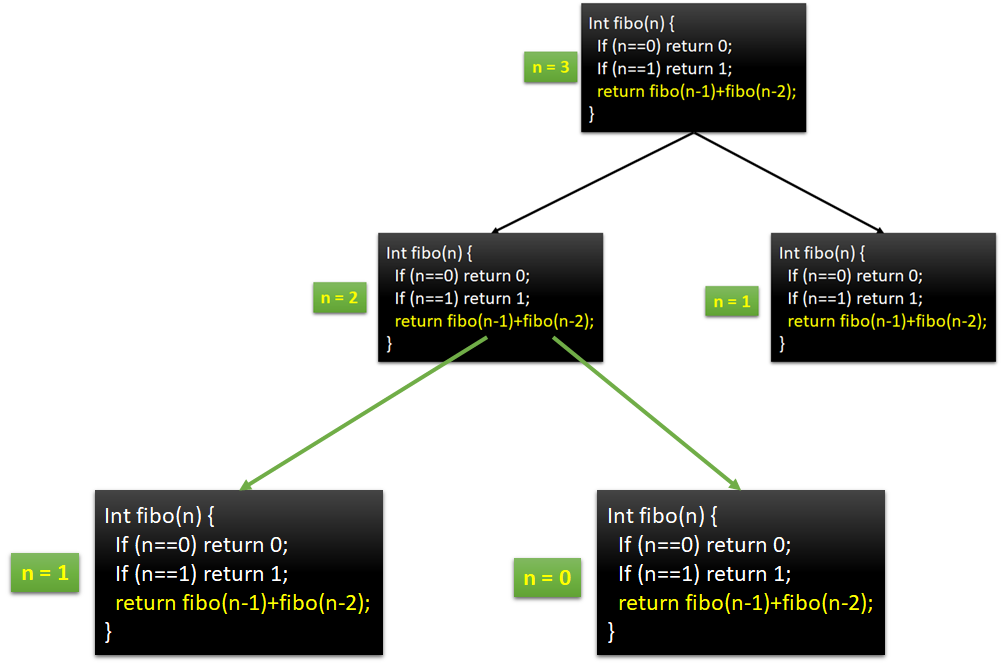 Int fibo(n) {
If (n==0) return 0;
If (n==1) return 1;
return fibo(n-1)+fibo(n-2);
}
n = 3
Int fibo(n) {
If (n==0) return 0;
If (n==1) return 1;
return fibo(n-1)+fibo(n-2);
}
n = 2
Int fibo(n) {
If (n==0) return 0;
If (n==1) return 1;
return fibo(n-1)+fibo(n-2);
}
n = 1
Int fibo(n) {
If (n==0) return 0;
If (n==1) return 1;
return fibo(n-1)+fibo(n-2);
}
n = 1
Int fibo(n) {
If (n==0) return 0;
If (n==1) return 1;
return fibo(n-1)+fibo(n-2);
}
n = 0